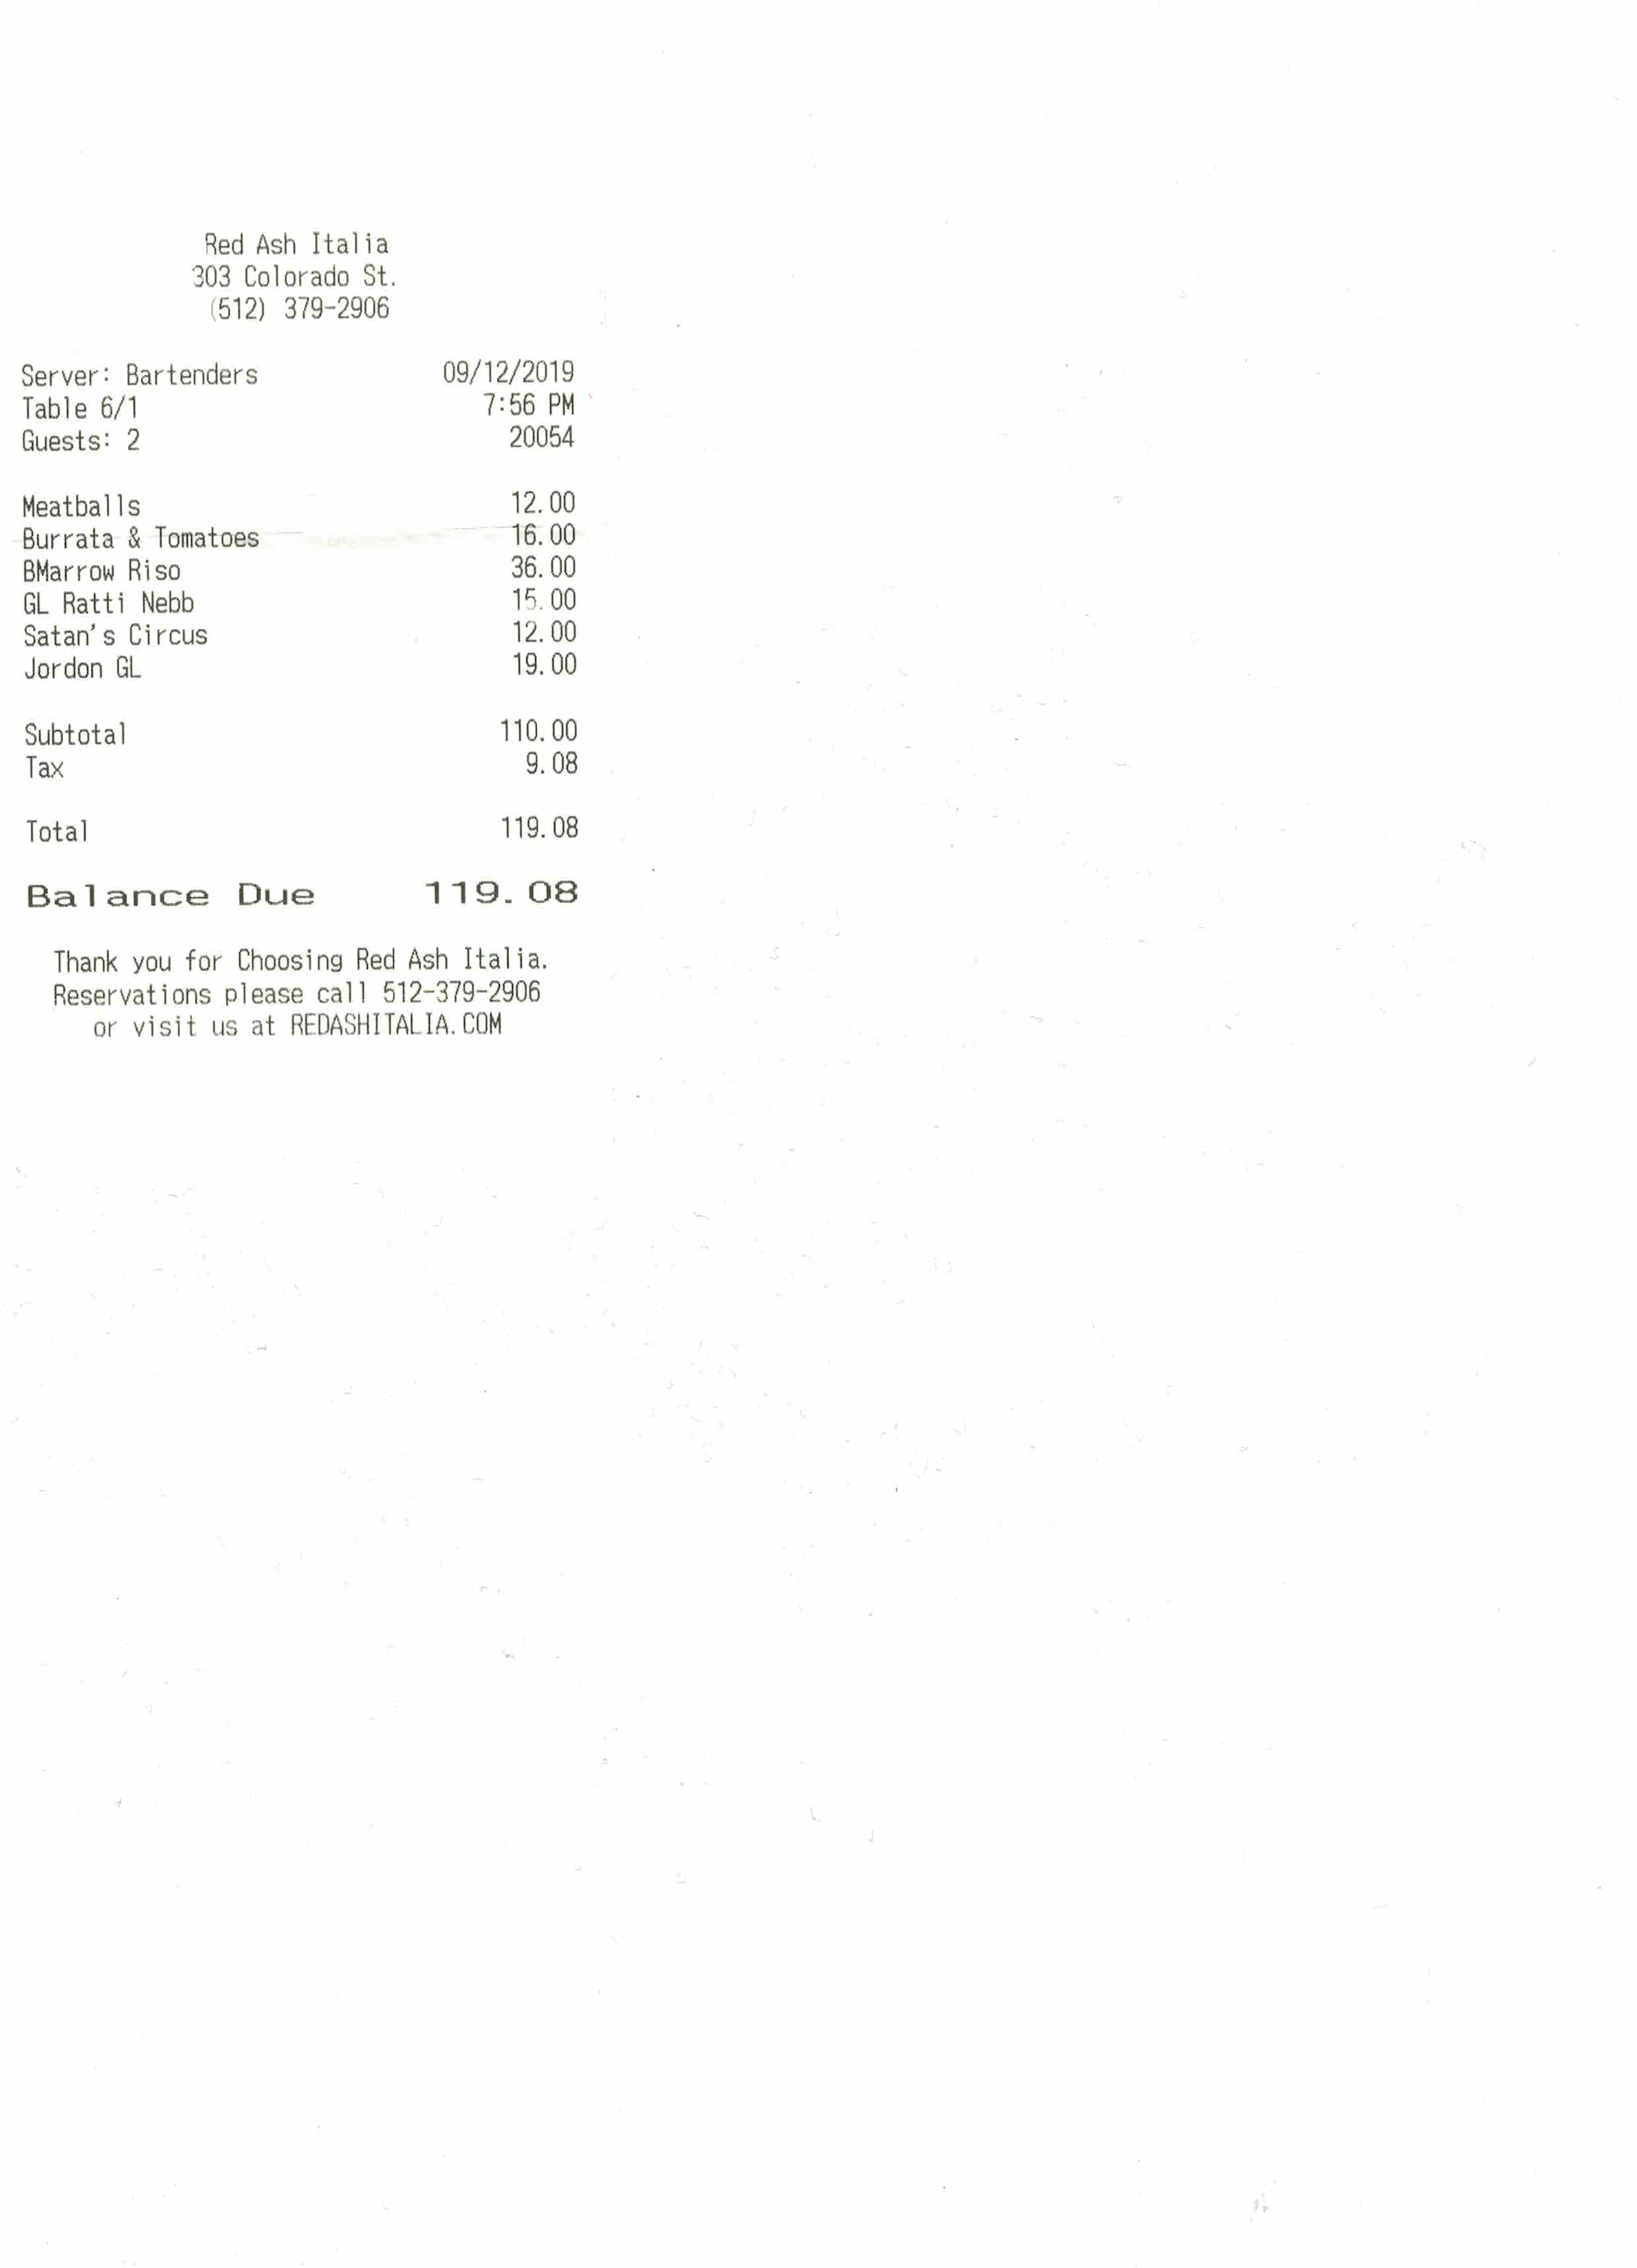 Red Ash Italia
303 Colorado St.
(512) 379-2906
Server: Bartenders 09/12/2019
Table 6/1 7:56 PM
Guests: 2 20054
Meatballs 12.00
Burrata & Tomatoes 16.00
BMarrow Riso 36.00
GL Ratti Nebb 15.00
Satan's Circus 12.00
Jordon GL 19.00
Subtotal 110.00
Tax 9.08
Total 119.08
Balance Due 119.08
Thank you for Choosing Red Ash Italia.
Reservations please call 512-379-2906
or visit us at REDASHITALIA.COM